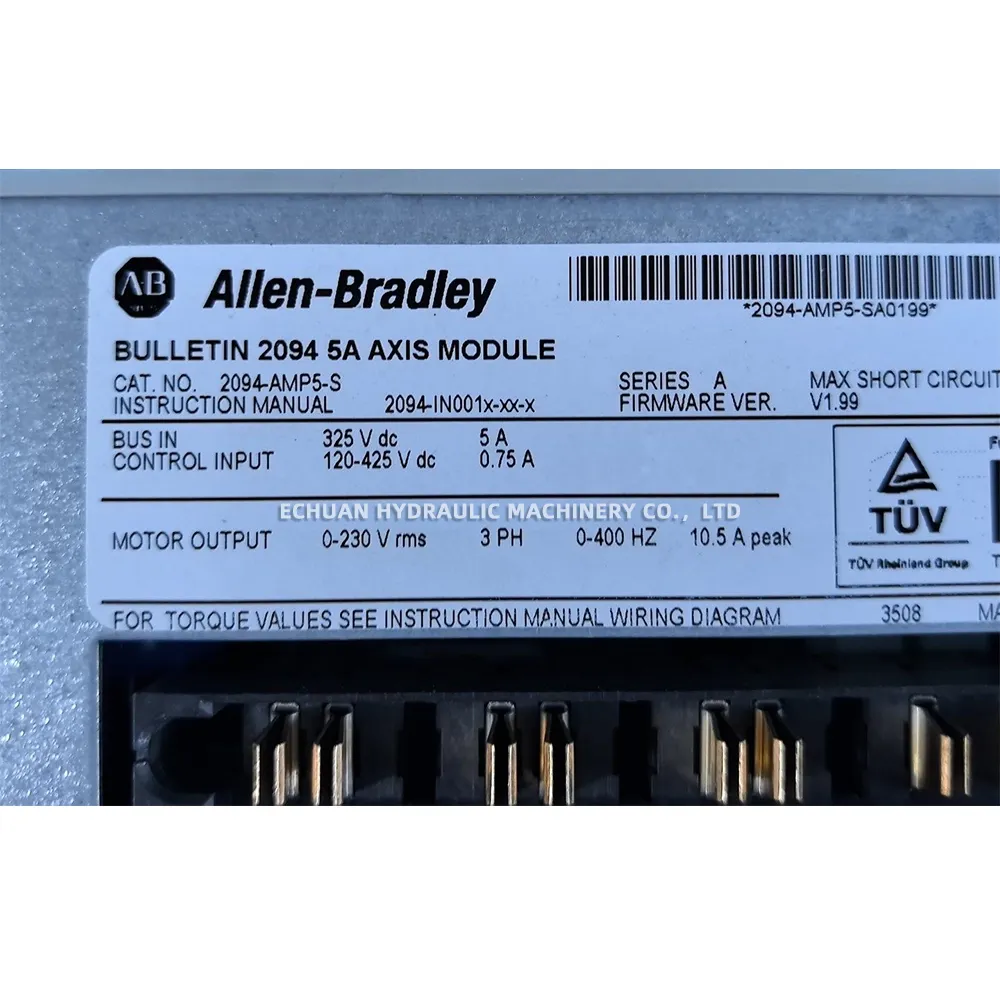 AB Allen-Bradley
*2094-AMP5-SA0199*
BULLETIN 2094 5A AXIS MODULE
CAT. NO. 2094-AMP5-S SERIES A MAX SHORT CIRCUIT
INSTRUCTION MANUAL 2094-IN001x-xx-x FIRMWARE VER. V1.99
BUS IN 325 V dc 5 A
CONTROL INPUT 120-425 V dc 0.75 A
ECHUAN HYDRAULIC MACHINERY CO., LTD
MOTOR OUTPUT 0-230 V rms 3 PH 0-400 HZ 10.5 A peak
TÜV
TÜV Rheinland Group
FOR TORQUE VALUES SEE INSTRUCTION MANUAL WIRING DIAGRAM 3508